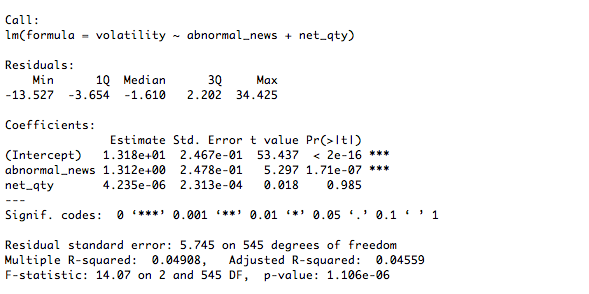 Call:
lm(formula = volatility ~ abnormal_news + net_qty)
Residuals:
    Min      1Q  Median      3Q     Max
-13.527  -3.654  -1.610   2.202  34.425
Coefficients:
               Estimate Std. Error t value Pr(>|t|)
(Intercept)   1.318e+01  2.467e-01  53.437  < 2e-16 ***
abnormal_news 1.312e+00  2.478e-01   5.297 1.71e-07 ***
net_qty       4.235e-06  2.313e-04   0.018    0.985
---
Signif. codes:  0 ‘***’ 0.001 ‘**’ 0.01 ‘*’ 0.05 ‘.’ 0.1 ‘ ’ 1
Residual standard error: 5.745 on 545 degrees of freedom
Multiple R-squared:  0.04908,   Adjusted R-squared:  0.04559
F-statistic: 14.07 on 2 and 545 DF,  p-value: 1.106e-06